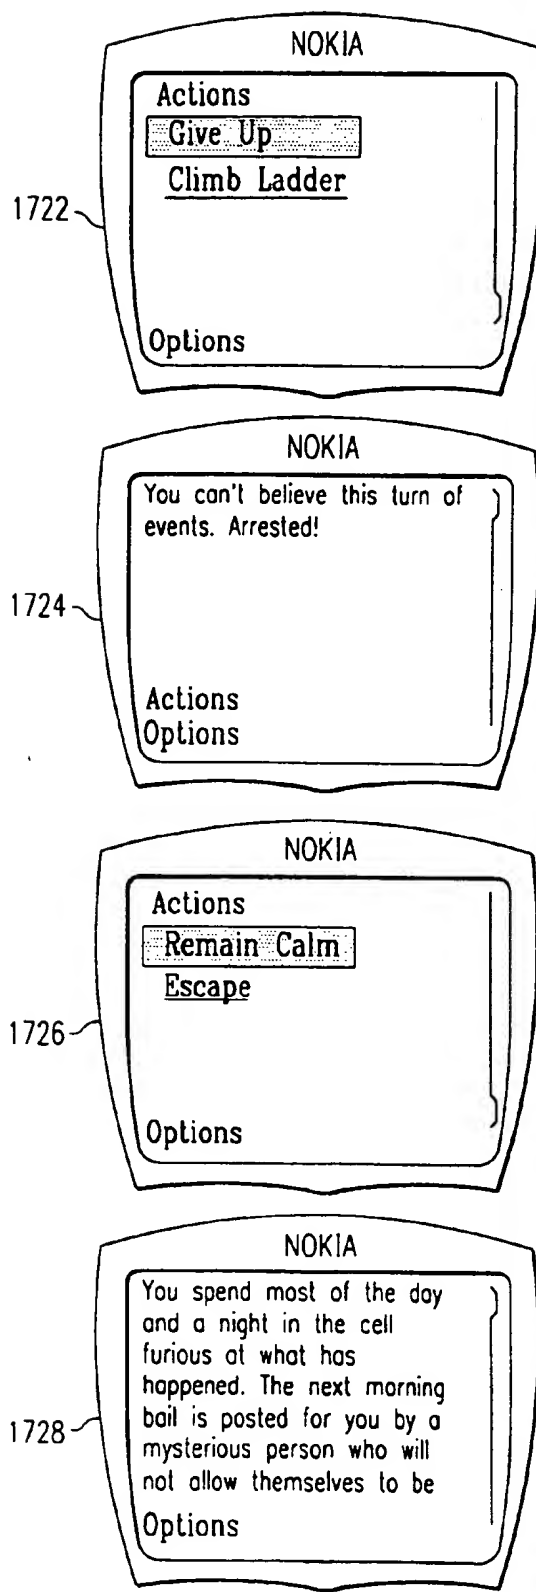 NOKIA
Actions
Give Up
Climb Ladder
1722
Options
NOKIA
You can't believe this turn of
events. Arrested!
1724
Actions
Options
NOKIA
Actions
Remain Calm
Escape
1726
Options
NOKIA
You spend most of the day
and a night in the cell
furious at what has
happened. The next morning
bail is posted for you by a
1728
mysterious person who will
not allow themselves to be
Options